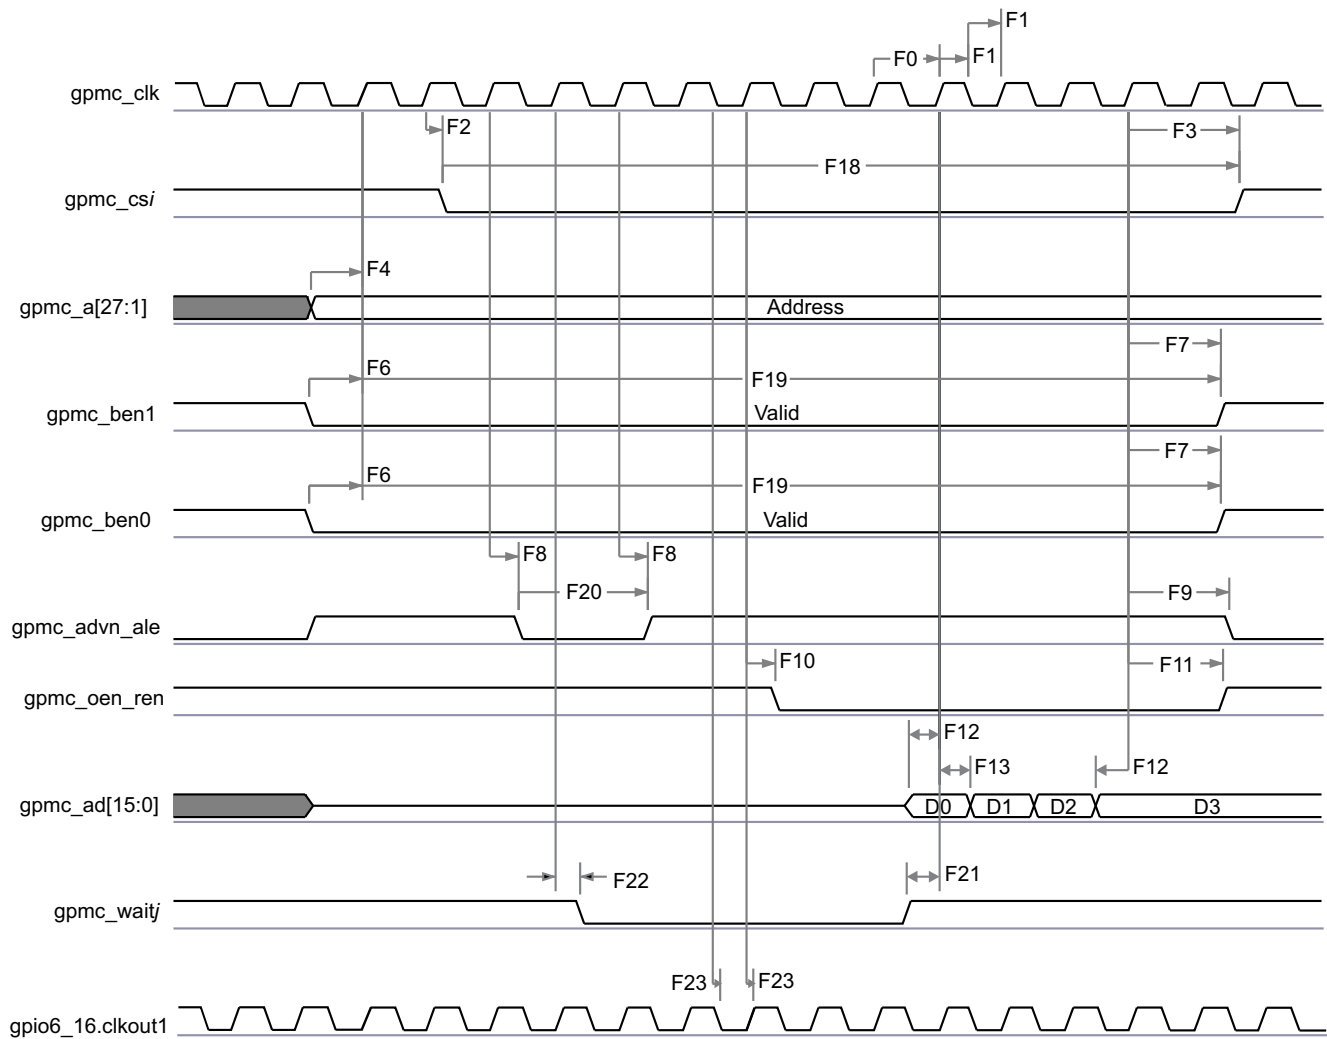 F1
F0
F1
gpmc_clk
F2
F3
F18
gpmc_csi
F4
gpmc_a[27:1]
Address
F7
F6
F19
gpmc_ben1
Valid
F7
F6
F19
gpmc_ben0
Valid
F8
F8
F20
F9
gpmc_advn_ale
F10
F11
gpmc_oen_ren
F12
F13
F12
gpmc_ad[15:0]
D0 D1 D2 D3
F22
F21
gpmc_waitj
F23
F23
gpio6_16.clkout1